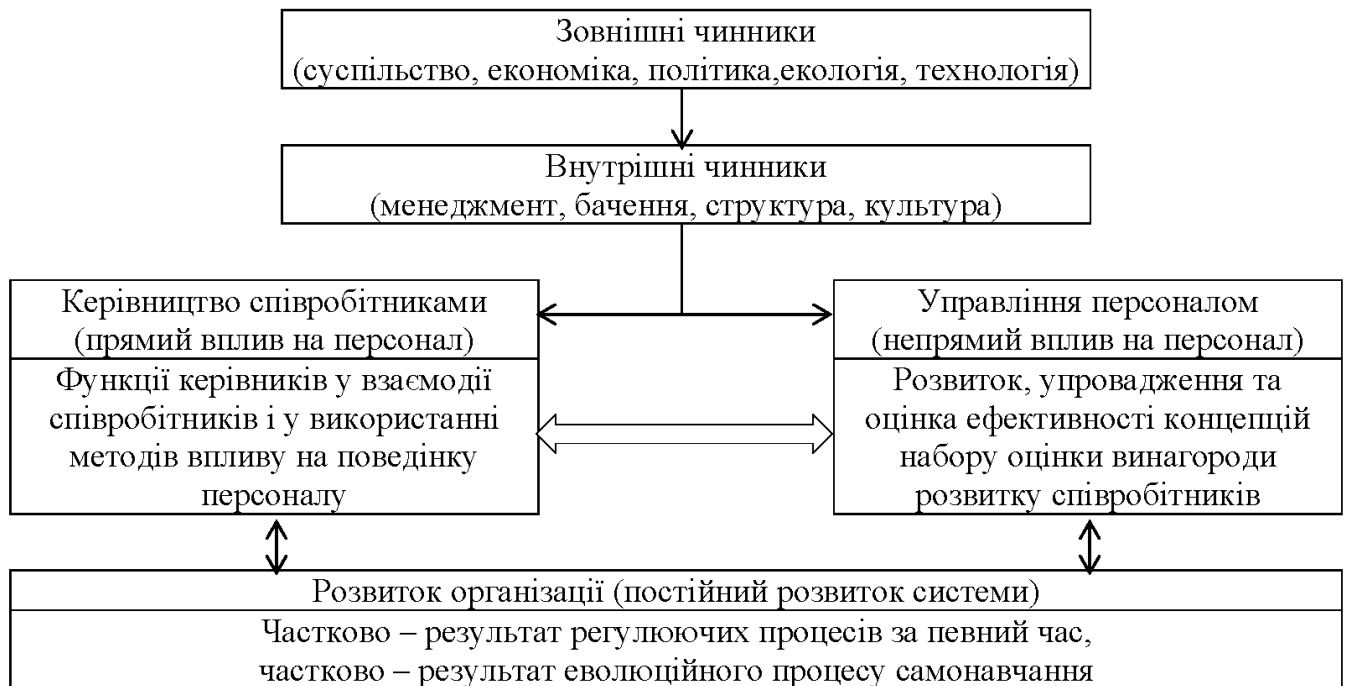 Зовнішні чинники
(суспільство, економіка, політика,екологія, технологія)
Внутрішні чинники
(менеджмент, бачення, структура, культура)
Керівництво співробітниками
(прямий вплив на персонал)
Функції керівників у взаємодії
співробітників і у використанні
методів впливу на поведінку
персоналу
Управління персоналом
(непрямий вплив на персонал)
Розвиток, упровадження та
оцінка ефективності концепцій
набору оцінки винагороди
розвитку співробітників
Розвиток організації (постійний розвиток системи)
Частково – результат регулюючих процесів за певний час,
частково – результат еволюційного процесу самонавчання